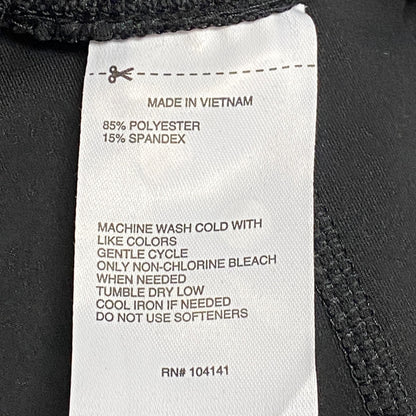 MADE IN VIETNAM
85% POLYESTER
15% SPANDEX
MACHINE WASH COLD WITH
LIKE COLORS
GENTLE CYCLE
ONLY NON-CHLORINE BLEACH
WHEN NEEDED
TUMBLE DRY LOW
COOL IRON IF NEEDED
DO NOT USE SOFTENERS
RN# 104141